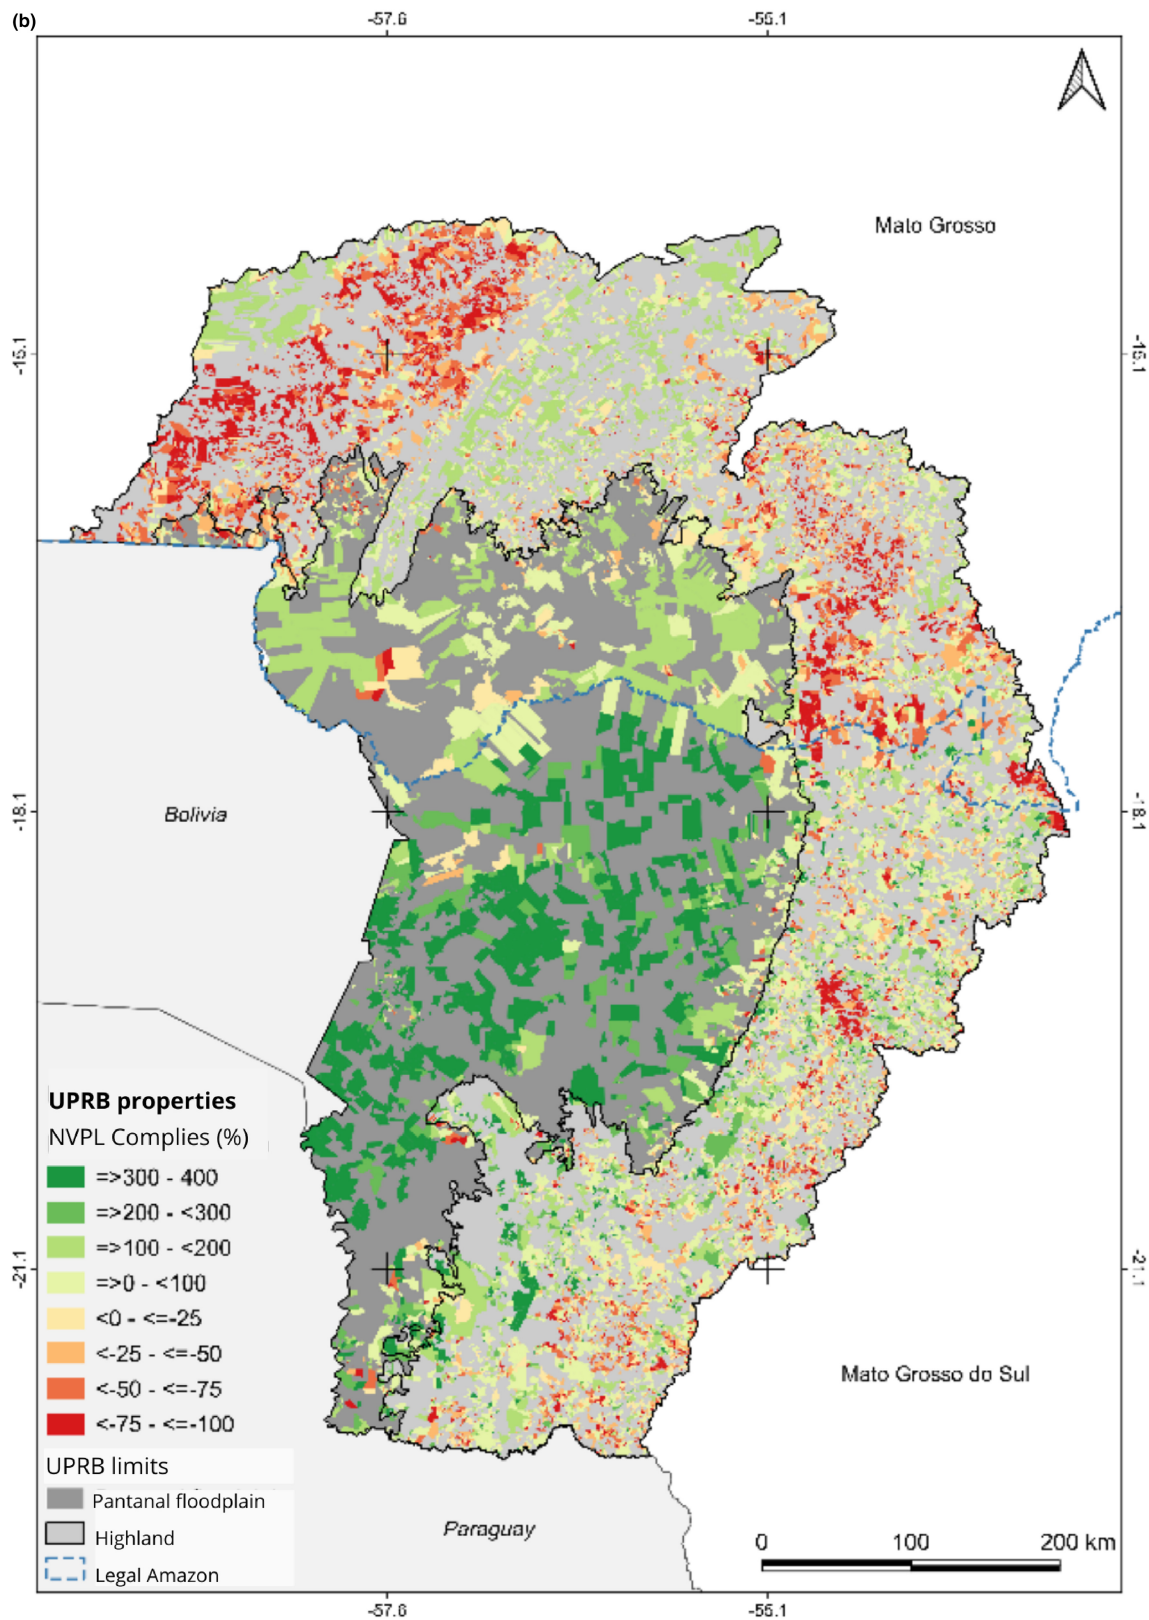 (b)
-57.6
-55.1
Mato Grosso
-15.1
-15.1
Bolivia
-18.1
-18.1
UPRB properties
NVPL Complies (%)
=>300 - 400
=>200 - <300
=>100 - <200
=>0 - <100
<0 - <=-25
<-25 - <=-50
<-50 - <=-75
<-75 - <=-100
UPRB limits
Pantanal floodplain
Highland
Legal Amazon
-21.1
-21.1
Mato Grosso do Sul
Paraguay
0 100 200 km
-57.6
-55.1